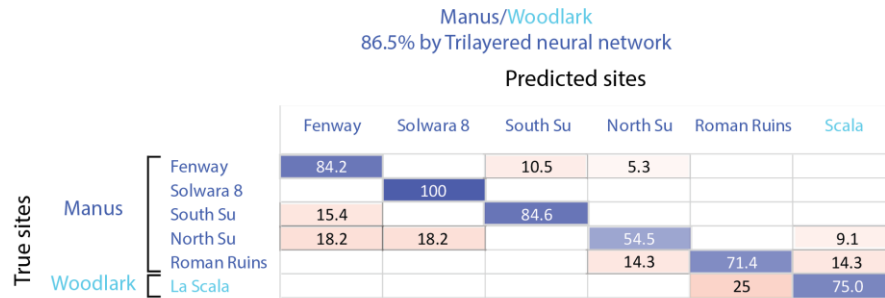 Manus/Woodlark
86.5% by Trilayered neural network
Predicted sites
Fenway Solwara 8 South Su North Su Roman Ruins Scala
True sites
Manus
Fenway 84.2 10.5 5.3
Solwara 8 100
South Su 15.4 84.6
North Su 18.2 18.2 54.5 9.1
Roman Ruins 14.3 71.4 14.3
Woodlark La Scala 25 75.0